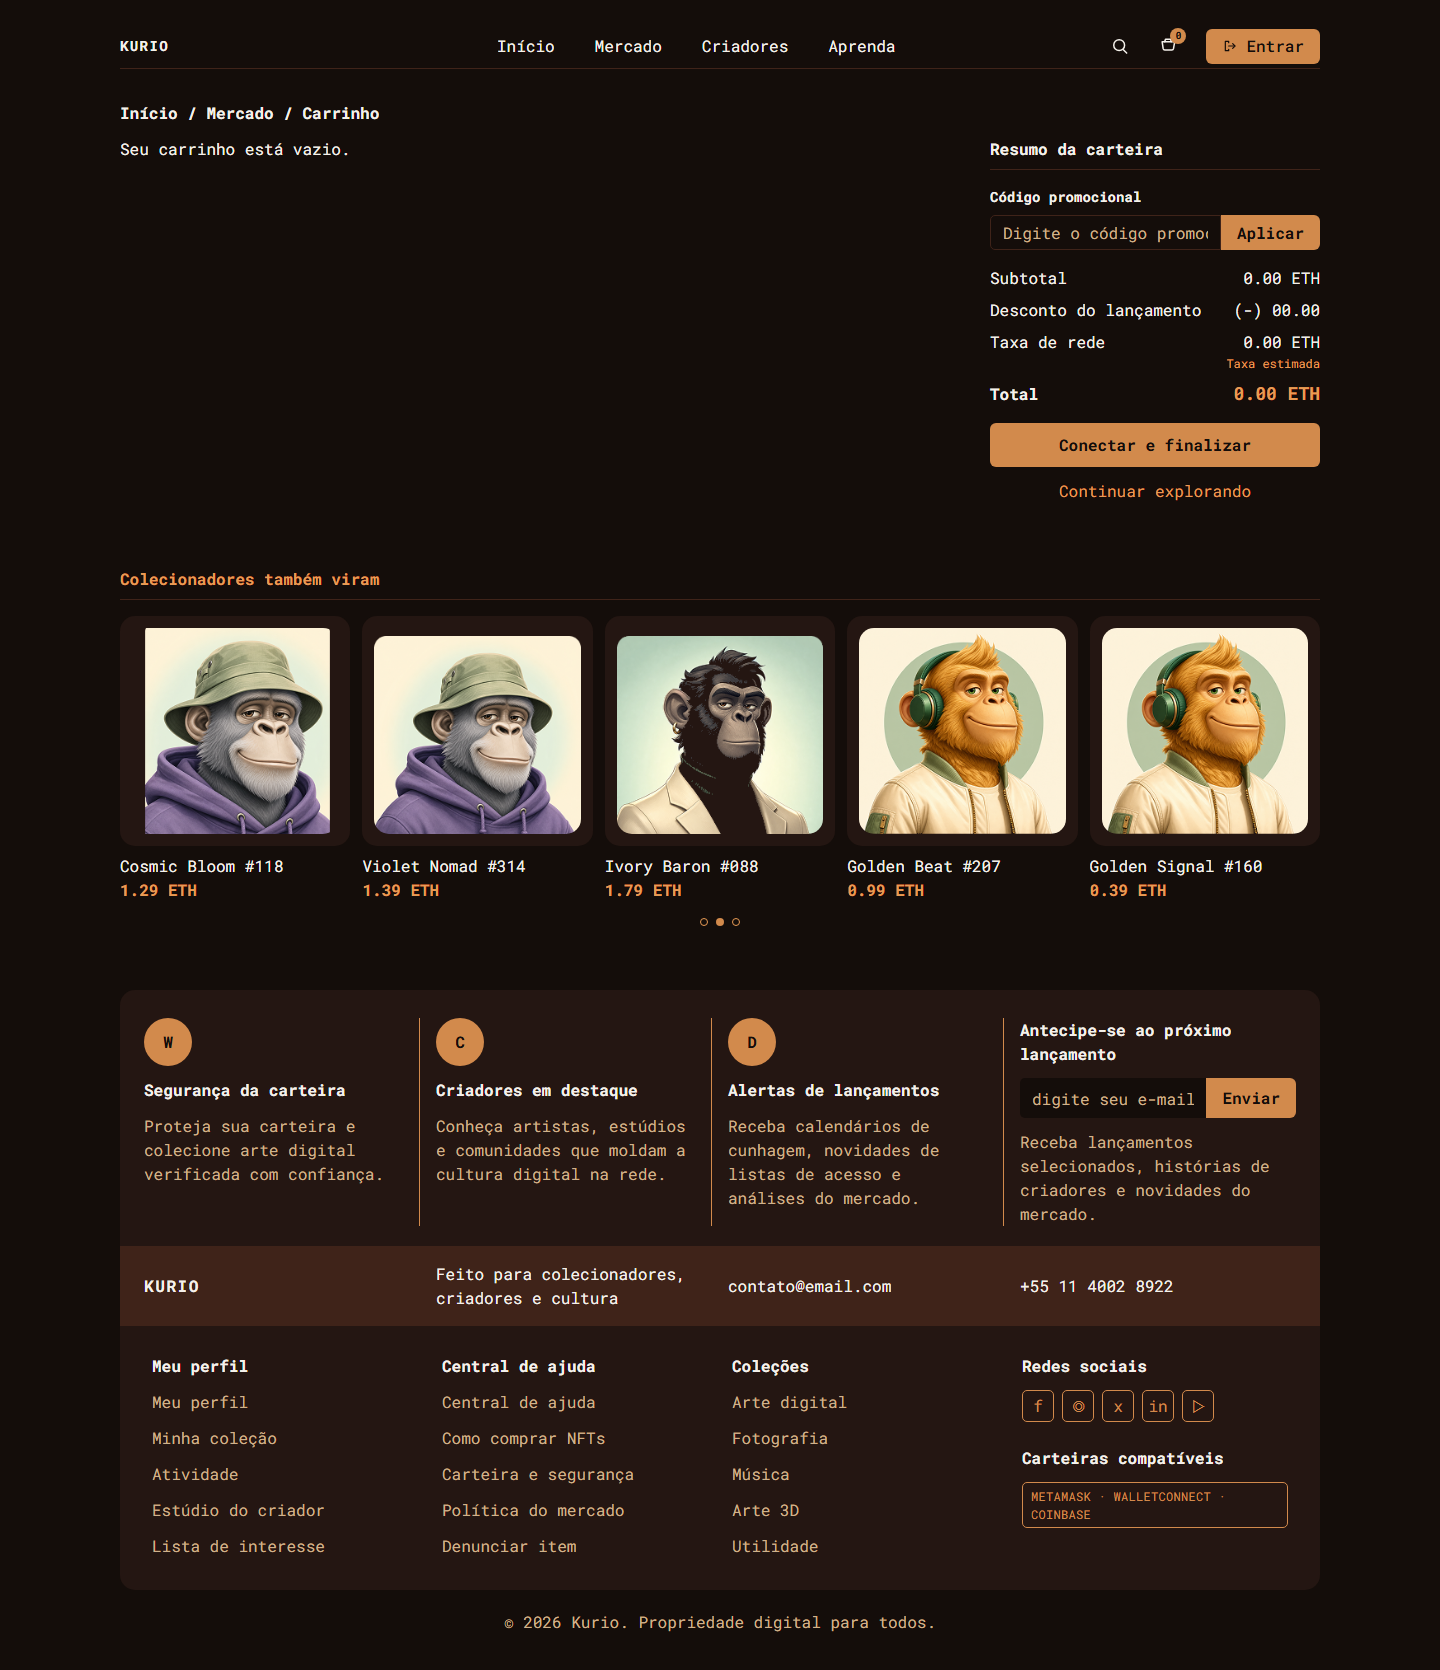 KURIO
Início
Mercado
Criadores
Aprenda
0
Entrar
Início / Mercado / Carrinho
Seu carrinho está vazio.
Resumo da carteira
Código promocional
Digite o código promoc
Aplicar
Subtotal
0.00 ETH
Desconto do lançamento
(-) 00.00
Taxa de rede
0.00 ETH
Taxa estimada
Total
0.00 ETH
Conectar e finalizar
Continuar explorando
Colecionadores também viram
Cosmic Bloom #118
1.29 ETH
Violet Nomad #314
1.39 ETH
Ivory Baron #088
1.79 ETH
Golden Beat #207
0.99 ETH
Golden Signal #160
0.39 ETH
W
Segurança da carteira
Proteja sua carteira e
colecione arte digital
verificada com confiança.
C
Criadores em destaque
Conheça artistas, estúdios
e comunidades que moldam a
cultura digital na rede.
D
Alertas de lançamentos
Receba calendários de
cunhagem, novidades de
listas de acesso e
análises do mercado.
Antecipe-se ao próximo
lançamento
digite seu e-mail
Enviar
Receba lançamentos
selecionados, histórias de
criadores e novidades do
mercado.
KURIO
Feito para colecionadores,
criadores e cultura
contato@email.com
+55 11 4002 8922
Meu perfil
Meu perfil
Minha coleção
Atividade
Estúdio do criador
Lista de interesse
Central de ajuda
Central de ajuda
Como comprar NFTs
Carteira e segurança
Política do mercado
Denunciar item
Coleções
Arte digital
Fotografia
Música
Arte 3D
Utilidade
Redes sociais
f
x
in
Carteiras compatíveis
METAMASK · WALLETCONNECT ·
COINBASE
© 2026 Kurio. Propriedade digital para todos.